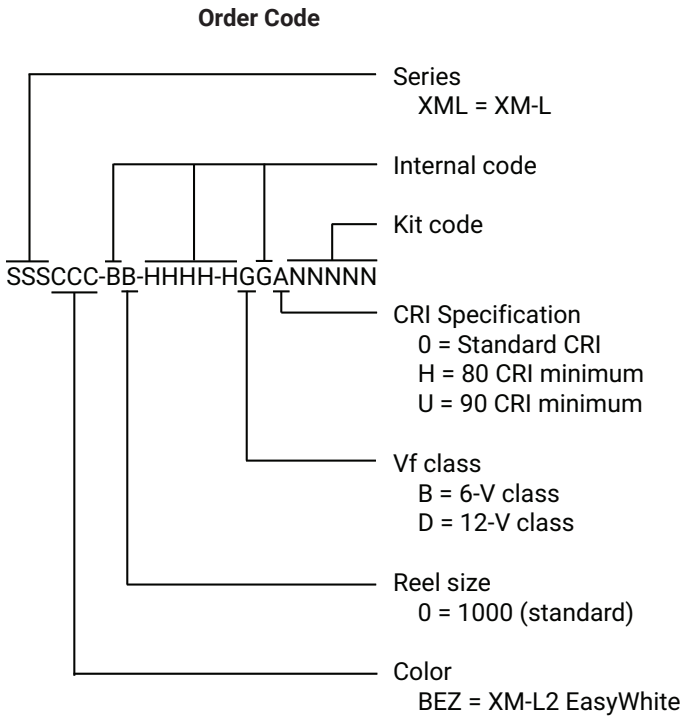 Order Code
Series
XML = XM-L
Internal code
Kit code
SSSCCC-BB-HHHH-HGGANNNNN
CRI Specification
0 = Standard CRI
H = 80 CRI minimum
U = 90 CRI minimum
Vf class
B = 6-V class
D = 12-V class
Reel size
0 = 1000 (standard)
Color
BEZ = XM-L2 EasyWhite